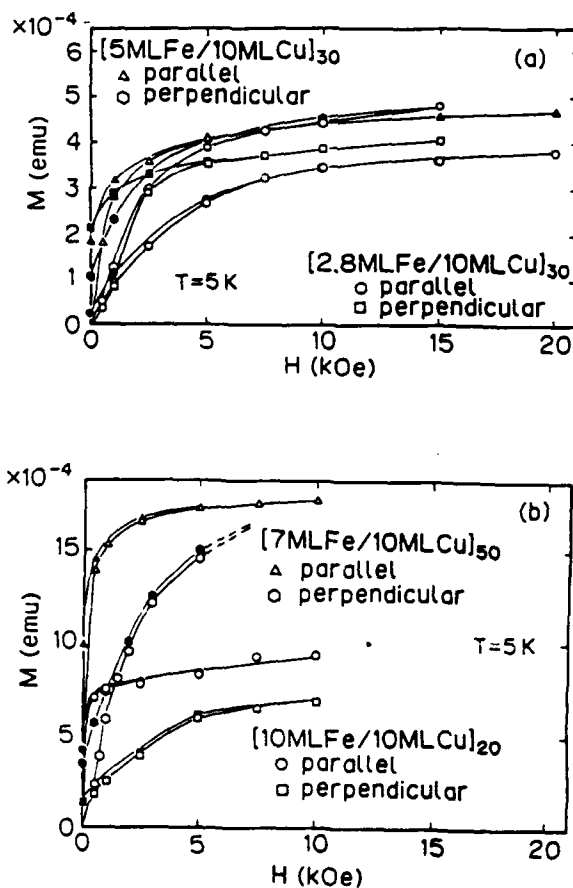 ×10⁻⁴
[5MLFe/10MLCu]₃₀
△ parallel
○ perpendicular
(a)
6
5
4
3
2
1
0
M (emu)
T=5K
[2.8MLFe/10MLCu]₃₀
○ parallel
□ perpendicular
0 5 10 15 20
H (kOe)
×10⁻⁴
(b)
15
10
5
0
M (emu)
[7MLFe/10MLCu]₅₀
△ parallel
○ perpendicular
T=5K
[10MLFe/10MLCu]₂₀
○ parallel
□ perpendicular
0 5 10 15 20
H (kOe)